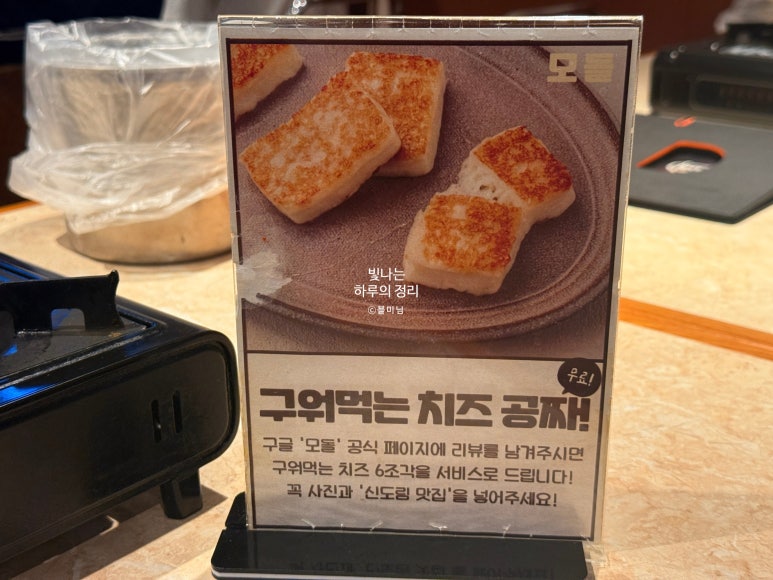 모돌
빛나는
하루의 정리
©블미님
무료!
구워먹는 치즈 공짜!
구글 '모돌' 공식 페이지에 리뷰를 남겨주시면
구워먹는 치즈 6조각을 서비스로 드립니다!
꼭 사진과 '신도림 맛집'을 넣어주세요!